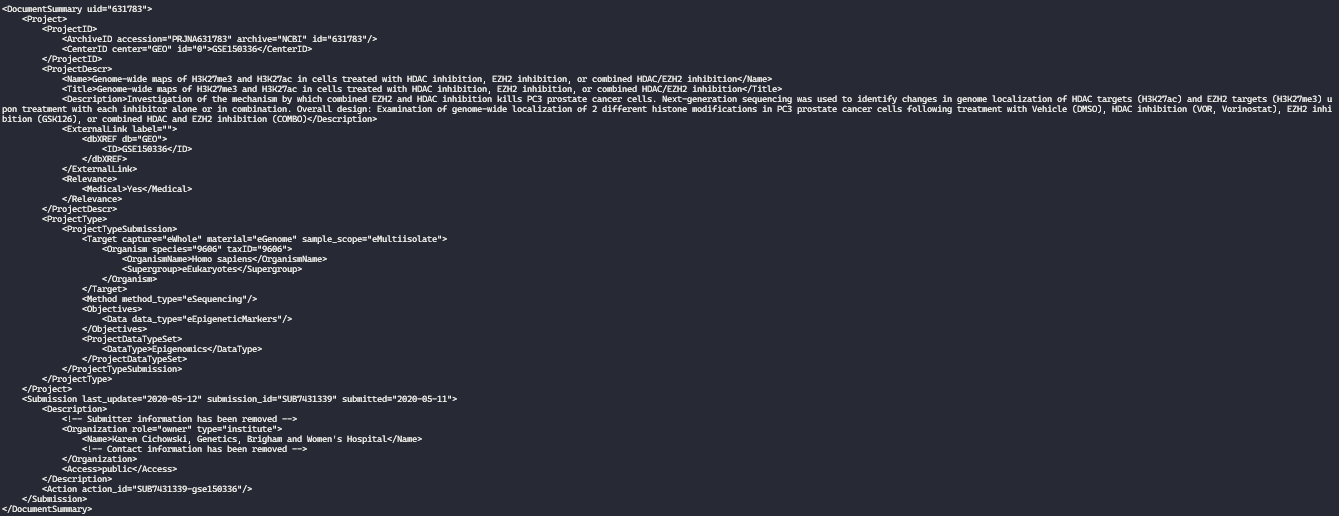 <DocumentSummary uid="631783">
    <Project>
        <ProjectID>
            <ArchiveID accession="PRJNA631783" archive="NCBI" id="631783"/>
            <CenterID center="GEO" id="0">GSE150336</CenterID>
        </ProjectID>
        <ProjectDescr>
            <Name>Genome-wide maps of H3K27me3 and H3K27ac in cells treated with HDAC inhibition, EZH2 inhibition, or combined HDAC/EZH2 inhibition</Name>
            <Title>Genome-wide maps of H3K27me3 and H3K27ac in cells treated with HDAC inhibition, EZH2 inhibition, or combined HDAC/EZH2 inhibition</Title>
            <Description>Investigation of the mechanism by which combined EZH2 and HDAC inhibition kills PC3 prostate cancer cells. Next-generation sequencing was used to identify changes in genome localization of HDAC targets (H3K27ac) and EZH2 targets (H3K27me3) u
pon treatment with each inhibitor alone or in combination. Overall design: Examination of genome-wide localization of 2 different histone modifications in PC3 prostate cancer cells following treatment with Vehicle (DMSO), HDAC inhibition (VOR, Vorinostat), EZH2 inhi
bition (GSK126), or combined HDAC and EZH2 inhibition (COMBO)</Description>
            <ExternalLink label="">
                <dbXREF db="GEO">
                    <ID>GSE150336</ID>
                </dbXREF>
            </ExternalLink>
            <Relevance>
                <Medical>Yes</Medical>
            </Relevance>
        </ProjectDescr>
        <ProjectType>
            <ProjectTypeSubmission>
                <Target capture="eWhole" material="eGenome" sample_scope="eMultiisolate">
                    <Organism species="9606" taxID="9606">
                        <OrganismName>Homo sapiens</OrganismName>
                        <Supergroup>eEukaryotes</Supergroup>
                    </Organism>
                </Target>
                <Method method_type="eSequencing"/>
                <Objectives>
                    <Data data_type="eEpigeneticMarkers"/>
                </Objectives>
                <ProjectDataTypeSet>
                    <DataType>Epigenomics</DataType>
                </ProjectDataTypeSet>
            </ProjectTypeSubmission>
        </ProjectType>
    </Project>
    <Submission last_update="2020-05-12" submission_id="SUB7431339" submitted="2020-05-11">
        <Description>
            <!-- Submitter information has been removed -->
            <Organization role="owner" type="institute">
                <Name>Karen Cichowski, Genetics, Brigham and Women's Hospital</Name>
                <!-- Contact information has been removed -->
            </Organization>
            <Access>public</Access>
        </Description>
        <Action action_id="SUB7431339-gse150336"/>
    </Submission>
</DocumentSummary>